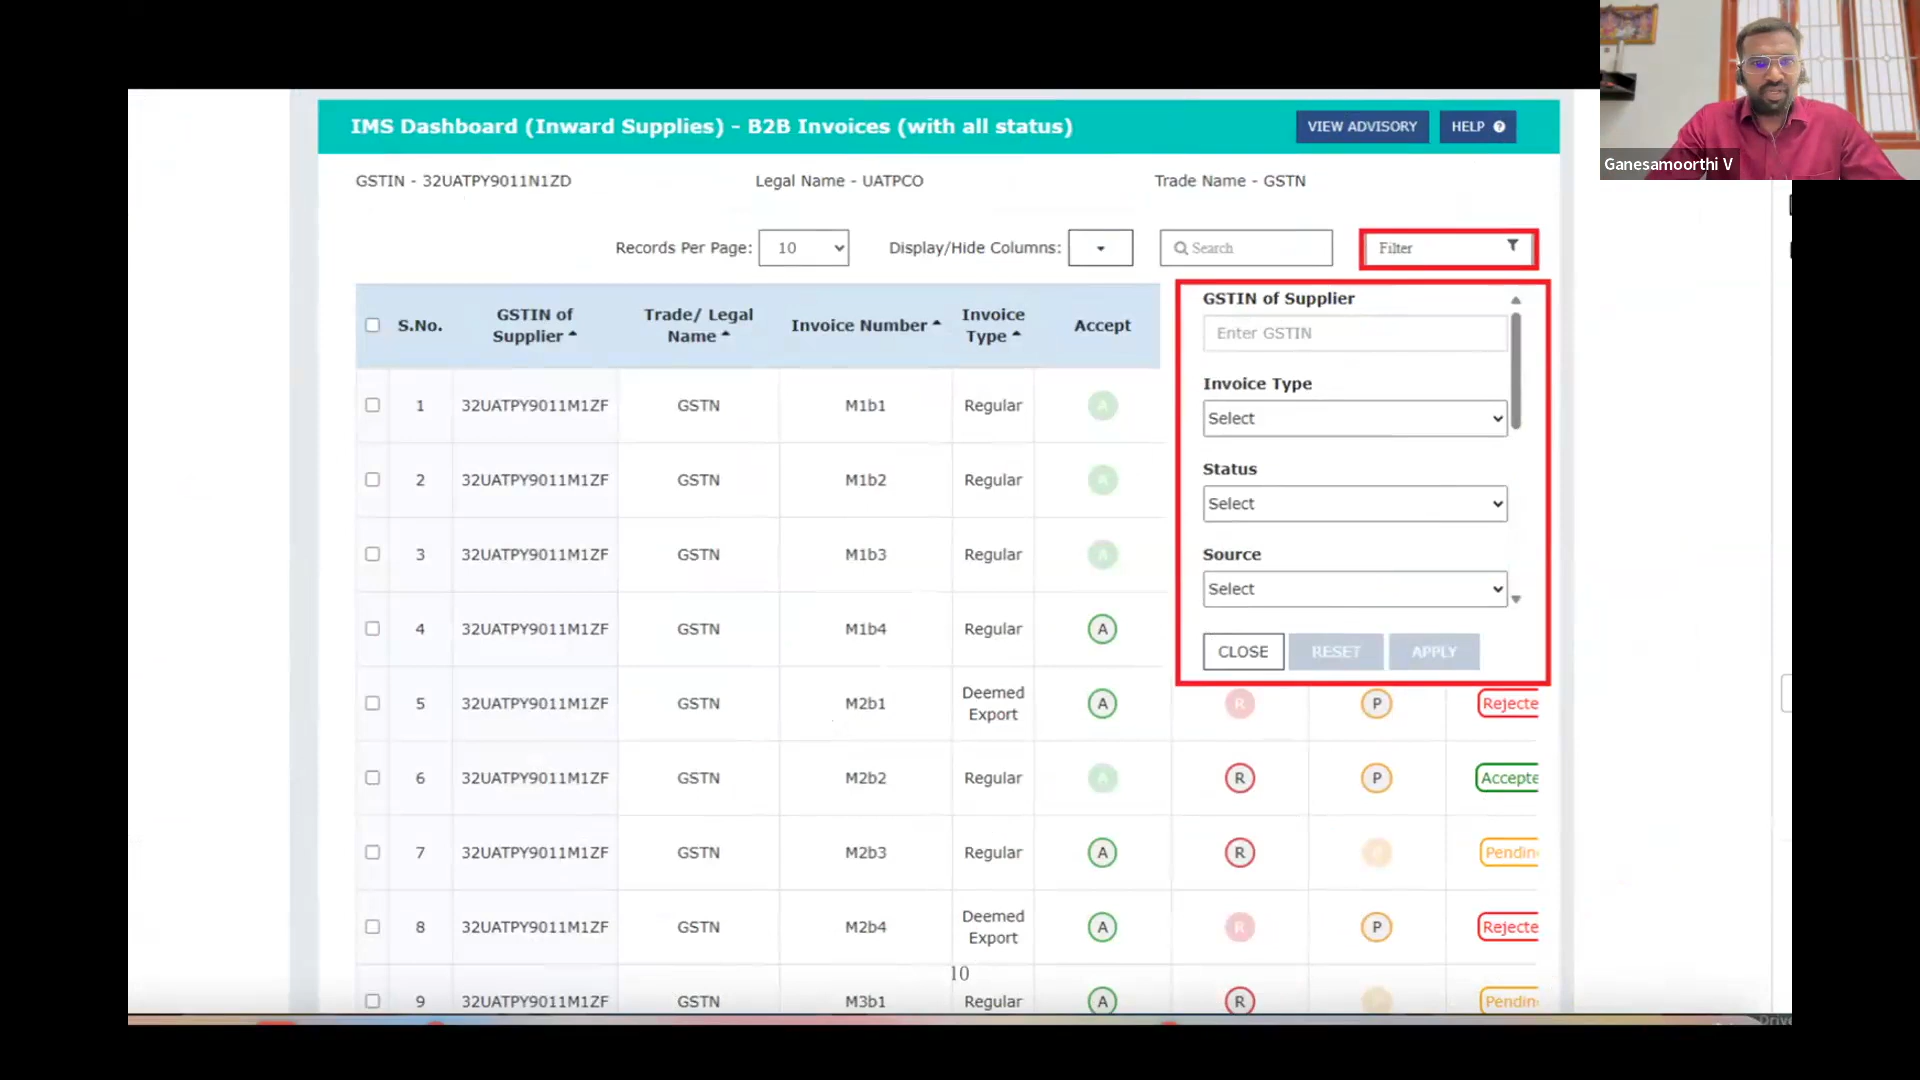 Ganesamoorthi V
IMS Dashboard (Inward Supplies) - B2B Invoices (with all status) VIEW ADVISORY HELP ?
GSTIN - 32UATPY9011N1ZD Legal Name - UATPCO Trade Name - GSTN
Records Per Page: 10 Display/Hide Columns: Search Filter
S.No. GSTIN of Supplier Trade/ Legal Name Invoice Number Invoice Type Accept
GSTIN of Supplier
Enter GSTIN
Invoice Type
Select
Status
Select
Source
Select
CLOSE RESET APPLY
1 32UATPY9011M1ZF GSTN M1b1 Regular A
2 32UATPY9011M1ZF GSTN M1b2 Regular A
3 32UATPY9011M1ZF GSTN M1b3 Regular A
4 32UATPY9011M1ZF GSTN M1b4 Regular A
5 32UATPY9011M1ZF GSTN M2b1 Deemed Export A R P Rejecte
6 32UATPY9011M1ZF GSTN M2b2 Regular A R P Accepte
7 32UATPY9011M1ZF GSTN M2b3 Regular A R Pendin
8 32UATPY9011M1ZF GSTN M2b4 Deemed Export A R P Rejecte
10
9 32UATPY9011M1ZF GSTN M3b1 Regular A R Pendin